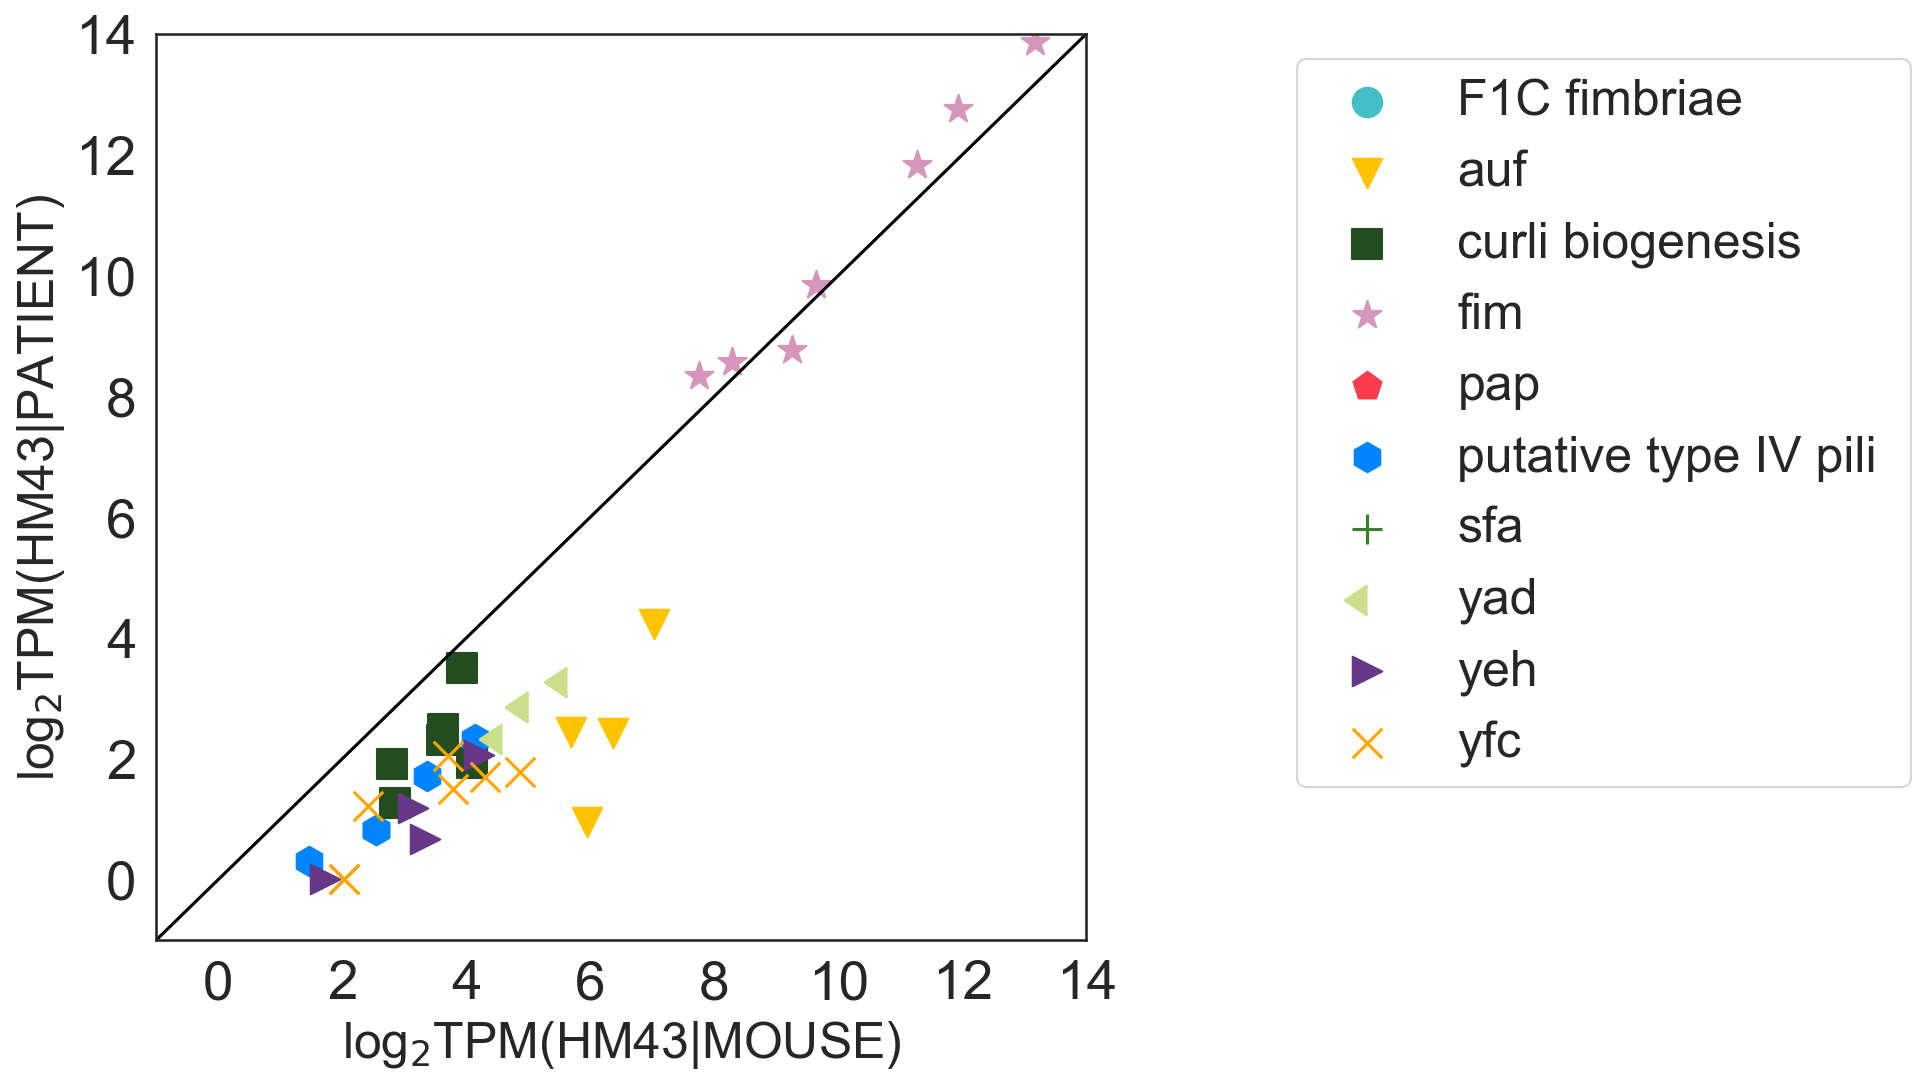 14
12
10
8
6
4
2
0
log₂TPM(HM43|PATIENT)
0 2 4 6 8 10 12 14
log₂TPM(HM43|MOUSE)
F1C fimbriae
auf
curli biogenesis
fim
pap
putative type IV pili
sfa
yad
yeh
yfc